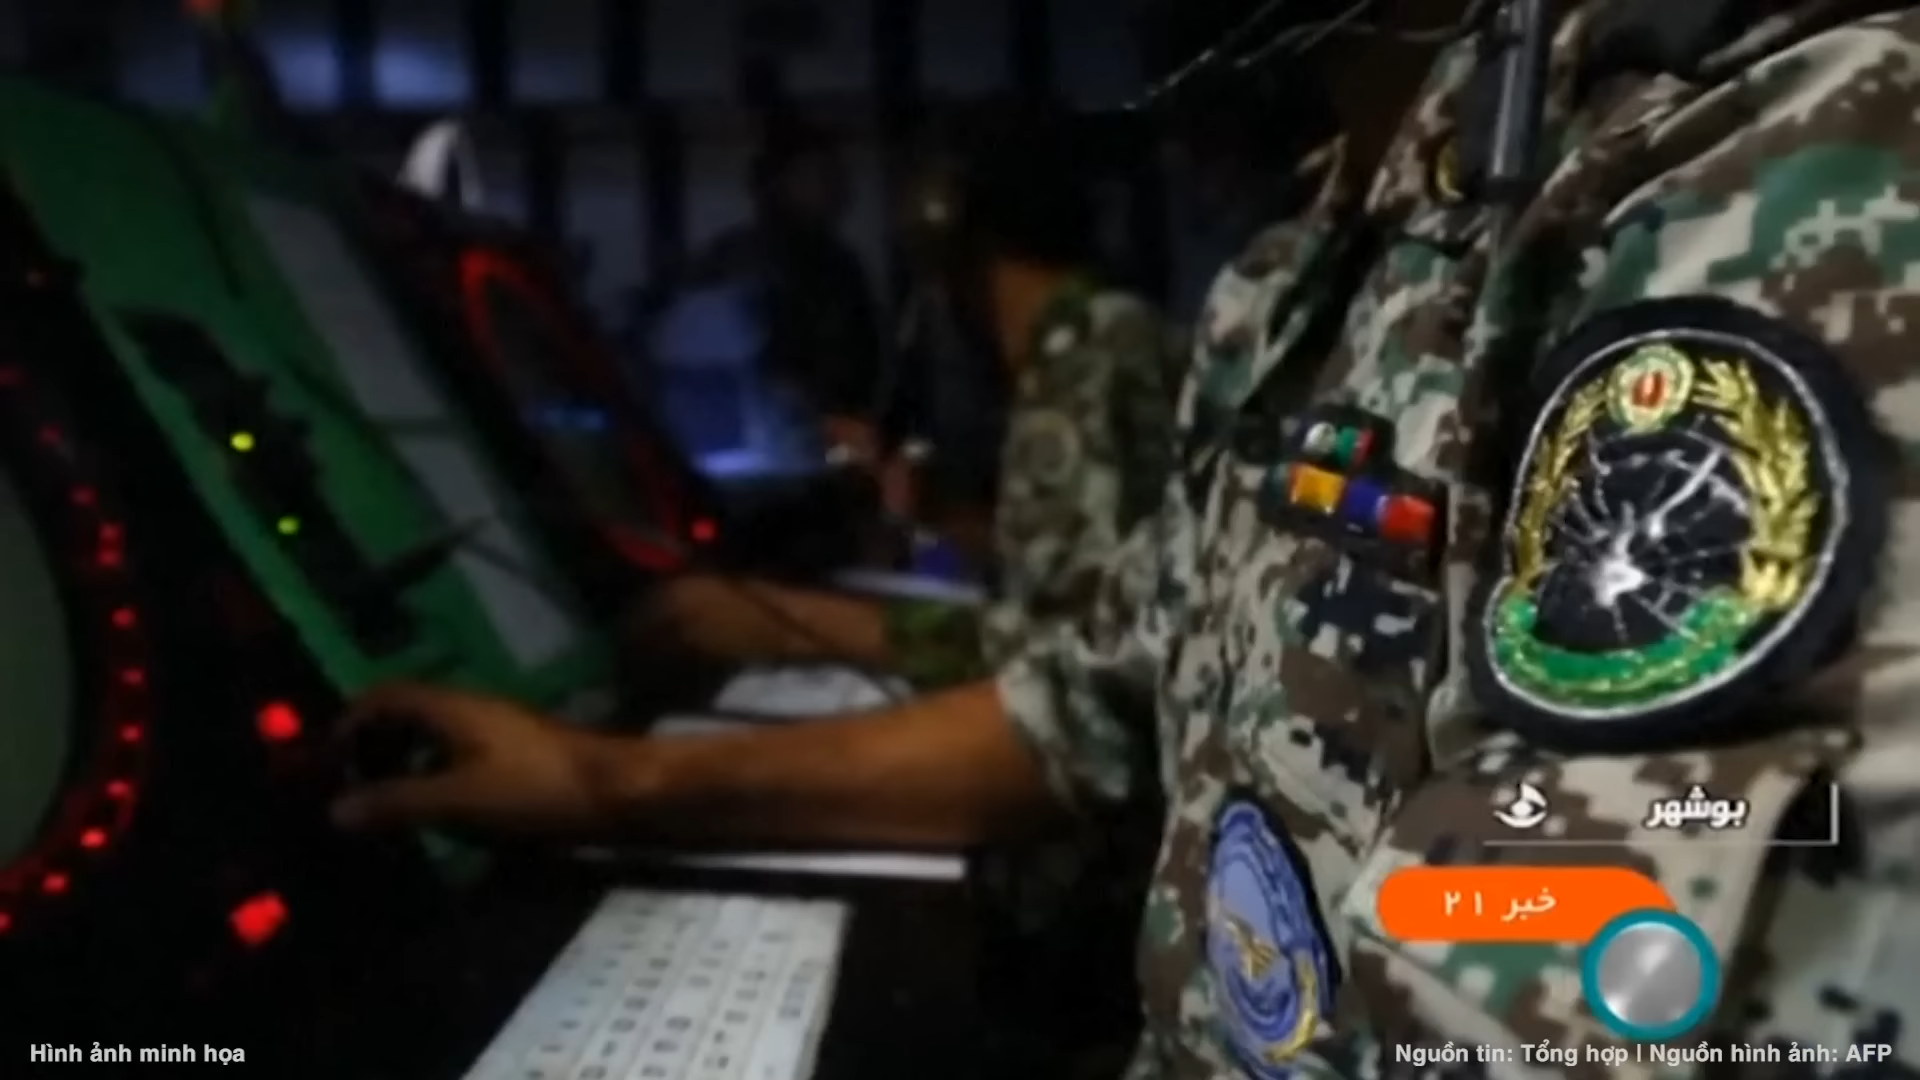 بوشهر
خبر ۲۱
Hình ảnh minh họa
Nguồn tin: Tổng hợp | Nguồn hình ảnh: AFP